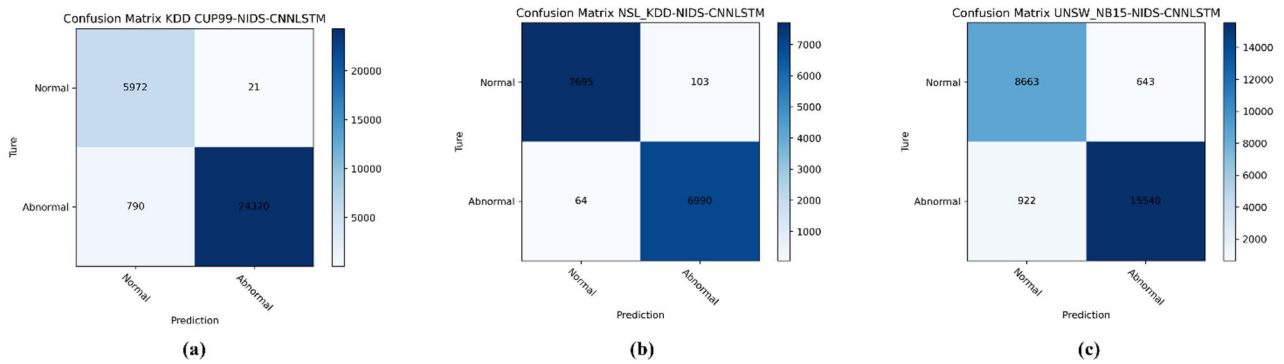 Confusion Matrix KDD CUP99-NIDS-CNNLSTM
Normal
Abnormal
Ture
5972
21
790
24320
20000
15000
10000
5000
Normal
Abnormal
Prediction
(a)
Confusion Matrix NSL_KDD-NIDS-CNNLSTM
Normal
Abnormal
Ture
7695
103
64
6990
7000
6000
5000
4000
3000
2000
1000
Normal
Abnormal
Prediction
(b)
Confusion Matrix UNSW_NB15-NIDS-CNNLSTM
Normal
Abnormal
Ture
8663
643
922
15540
14000
12000
10000
8000
6000
4000
2000
Normal
Abnormal
Prediction
(c)